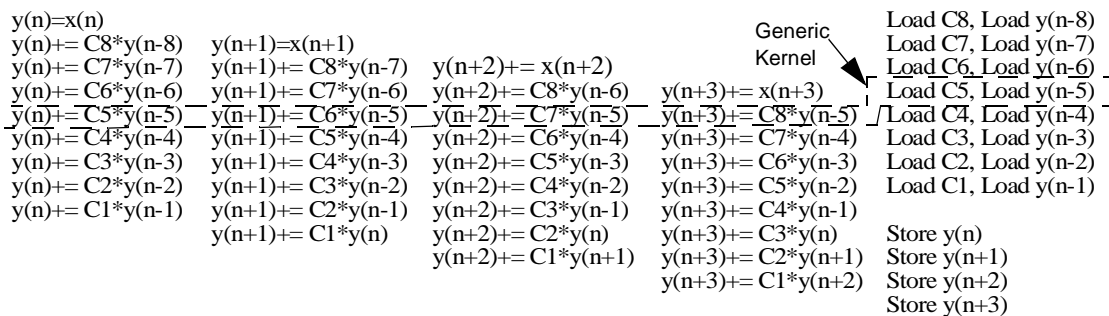 y(n)=x(n)
y(n)+= C8*y(n-8)
y(n)+= C7*y(n-7)
y(n)+= C6*y(n-6)
y(n)+= C5*y(n-5)
y(n)+= C4*y(n-4)
y(n)+= C3*y(n-3)
y(n)+= C2*y(n-2)
y(n)+= C1*y(n-1)
y(n+1)=x(n+1)
y(n+1)+= C8*y(n-7)
y(n+1)+= C7*y(n-6)
y(n+1)+= C6*y(n-5)
y(n+1)+= C5*y(n-4)
y(n+1)+= C4*y(n-3)
y(n+1)+= C3*y(n-2)
y(n+1)+= C2*y(n-1)
y(n+1)+= C1*y(n)
y(n+2)+= x(n+2)
y(n+2)+= C8*y(n-6)
y(n+2)+= C7*y(n-5)
y(n+2)+= C6*y(n-4)
y(n+2)+= C5*y(n-3)
y(n+2)+= C4*y(n-2)
y(n+2)+= C3*y(n-1)
y(n+2)+= C2*y(n)
y(n+2)+= C1*y(n+1)
y(n+3)+= x(n+3)
y(n+3)+= C8*y(n-5)
y(n+3)+= C7*y(n-4)
y(n+3)+= C6*y(n-3)
y(n+3)+= C5*y(n-2)
y(n+3)+= C4*y(n-1)
y(n+3)+= C3*y(n)
y(n+3)+= C2*y(n+1)
y(n+3)+= C1*y(n+2)
Generic
Kernel
Load C8, Load y(n-8)
Load C7, Load y(n-7)
Load C6, Load y(n-6)
Load C5, Load y(n-5)
Load C4, Load y(n-4)
Load C3, Load y(n-3)
Load C2, Load y(n-2)
Load C1, Load y(n-1)
Store y(n)
Store y(n+1)
Store y(n+2)
Store y(n+3)